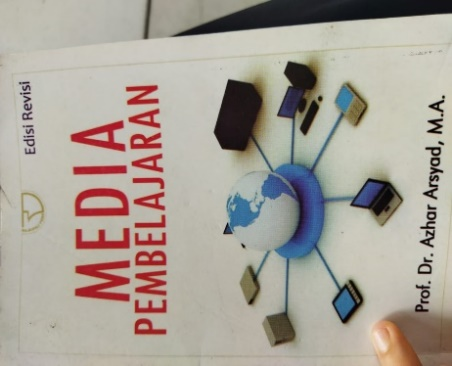 Edisi Revisi
MEDIA
PEMBELAJARAN
Prof. Dr. Azhar Arsyad, M.A.